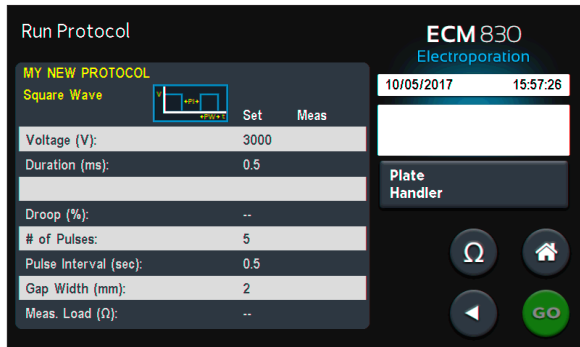 Run Protocol
ECM 830
Electroporation
MY NEW PROTOCOL
Square Wave
V
+PI+
+PW+ t
Set Meas
Voltage (V): 3000
Duration (ms): 0.5
Droop (%): --
# of Pulses: 5
Pulse Interval (sec): 0.5
Gap Width (mm): 2
Meas. Load (Ω): --
10/05/2017 15:57:26
Plate
Handler
Ω
GO